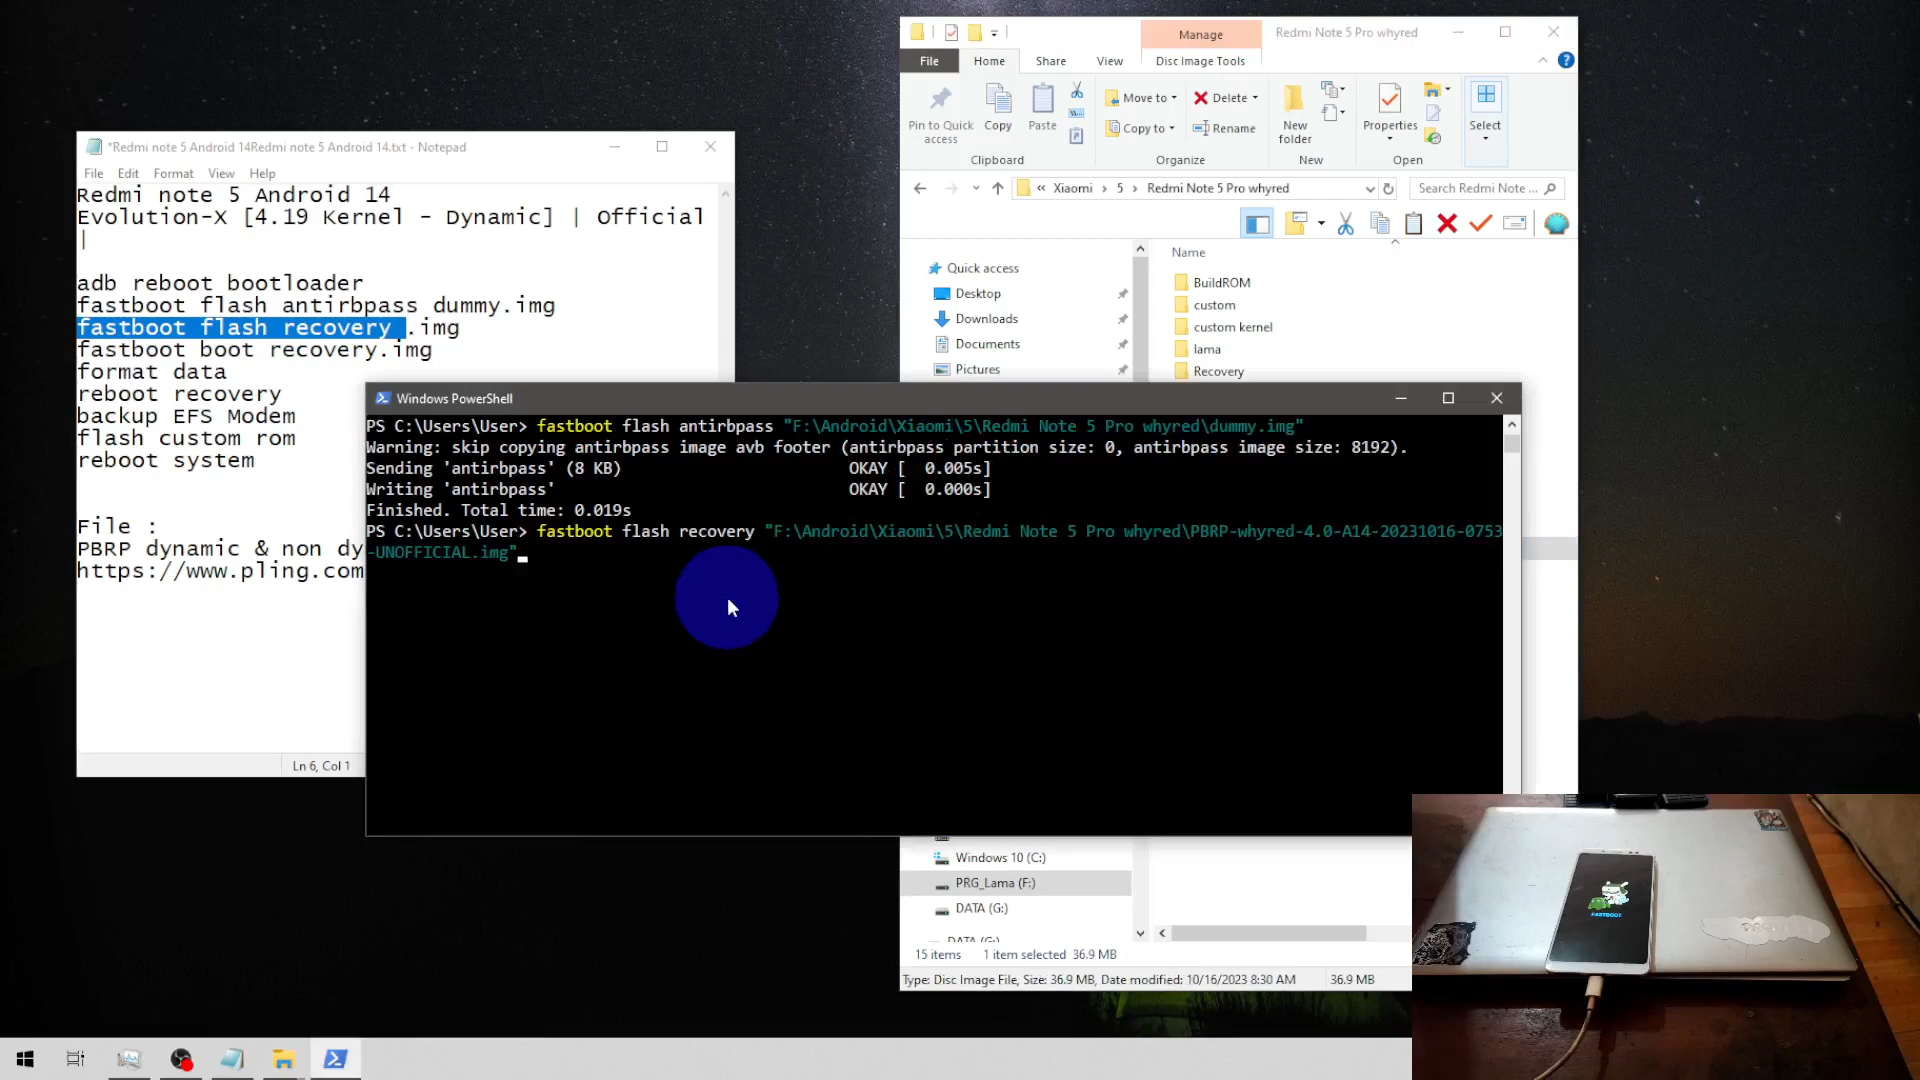 *Redmi note 5 Android 14Redmi note 5 Android 14.txt - Notepad
File Edit Format View Help
Redmi note 5 Android 14
Evolution-X [4.19 Kernel - Dynamic] | Official
|
adb reboot bootloader
fastboot flash antirbpass dummy.img
fastboot flash recovery .img
fastboot boot recovery.img
format data
reboot recovery
backup EFS Modem
flash custom rom
reboot system
File :
PBRP dynamic & non dy
https://www.pling.com
Ln 6, Col 1
Manage
Redmi Note 5 Pro whyred
File Home Share View Disc Image Tools
Pin to Quick access
Copy
Paste
Move to
Copy to
Delete
Rename
New folder
Properties
Select
Clipboard Organize New Open
« Xiaomi › 5 › Redmi Note 5 Pro whyred
Search Redmi Note ...
Name
Quick access
Desktop
Downloads
Documents
Pictures
BuildROM
custom
custom kernel
lama
Recovery
Windows PowerShell
PS C:\Users\User> fastboot flash antirbpass "F:\Android\Xiaomi\5\Redmi Note 5 Pro whyred\dummy.img"
Warning: skip copying antirbpass image avb footer (antirbpass partition size: 0, antirbpass image size: 8192).
Sending 'antirbpass' (8 KB) OKAY [ 0.005s]
Writing 'antirbpass' OKAY [ 0.000s]
Finished. Total time: 0.019s
PS C:\Users\User> fastboot flash recovery "F:\Android\Xiaomi\5\Redmi Note 5 Pro whyred\PBRP-whyred-4.0-A14-20231016-0753
-UNOFFICIAL.img"
Windows 10 (C:)
PRG_Lama (F:)
DATA (G:)
DATA (G:)
15 items 1 item selected 36.9 MB
Type: Disc Image File, Size: 36.9 MB, Date modified: 10/16/2023 8:30 AM 36.9 MB
FASTBOOT